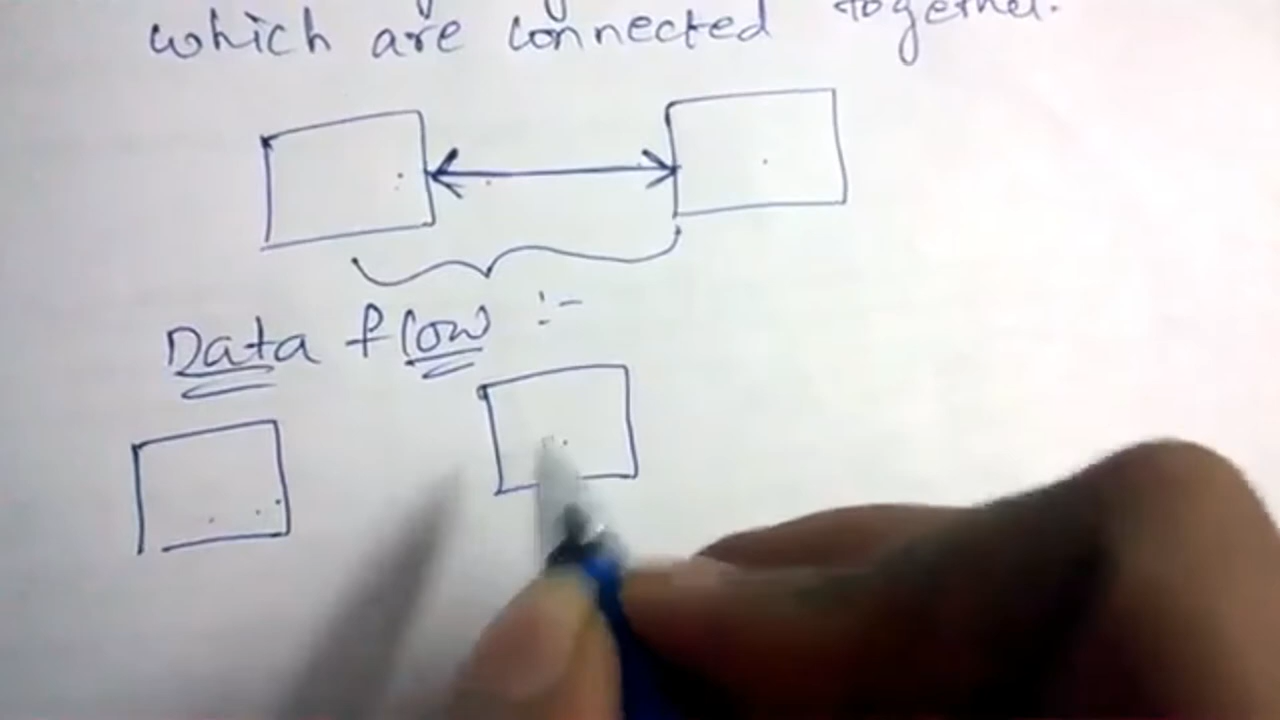 which are connected together.
Data flow :-